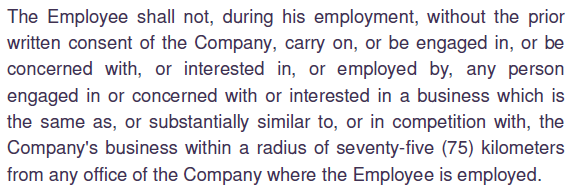 The Employee shall not, during his employment, without the prior
written consent of the Company, carry on, or be engaged in, or be
concerned with, or interested in, or employed by, any person
engaged in or concerned with or interested in a business which is
the same as, or substantially similar to, or in competition with, the
Company's business within a radius of seventy-five (75) kilometers
from any office of the Company where the Employee is employed.